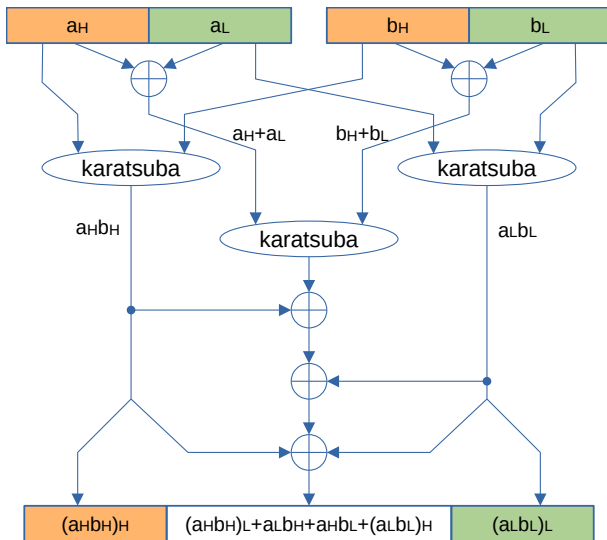 aH aL bH bL
aH+aL bH+bL
karatsuba karatsuba
aHbH aLbL
karatsuba
(aHbH)H (aHbH)L+aLbH+aHbL+(aLbL)H (aLbL)L